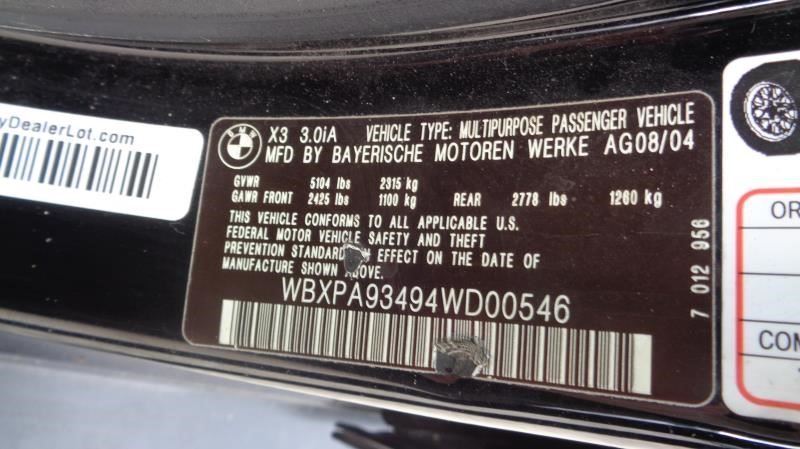 yDealerLot.com
BMW
X3 3.0iA VEHICLE TYPE: MULTIPURPOSE PASSENGER VEHICLE
MFD BY BAYERISCHE MOTOREN WERKE AG08/04
GVWR 5104 lbs 2315 kg
GAWR FRONT 2425 lbs 1100 kg REAR 2778 lbs 1260 kg
THIS VEHICLE CONFORMS TO ALL APPLICABLE U.S.
FEDERAL MOTOR VEHICLE SAFETY AND THEFT
PREVENTION STANDARD IN EFFECT ON THE DATE OF
MANUFACTURE SHOWN ABOVE.
WBXPA93494WD00546
7 012 956
OR
COM